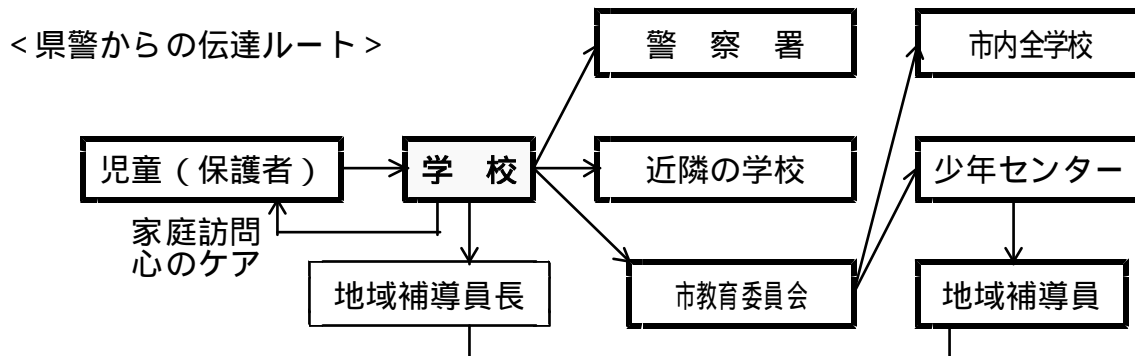 <県警からの伝達ルート>
警 察 署
市内全学校
児童(保護者)
学 校
近隣の学校
少年センター
家庭訪問
心のケア
地域補導員長
市教育委員会
地域補導員